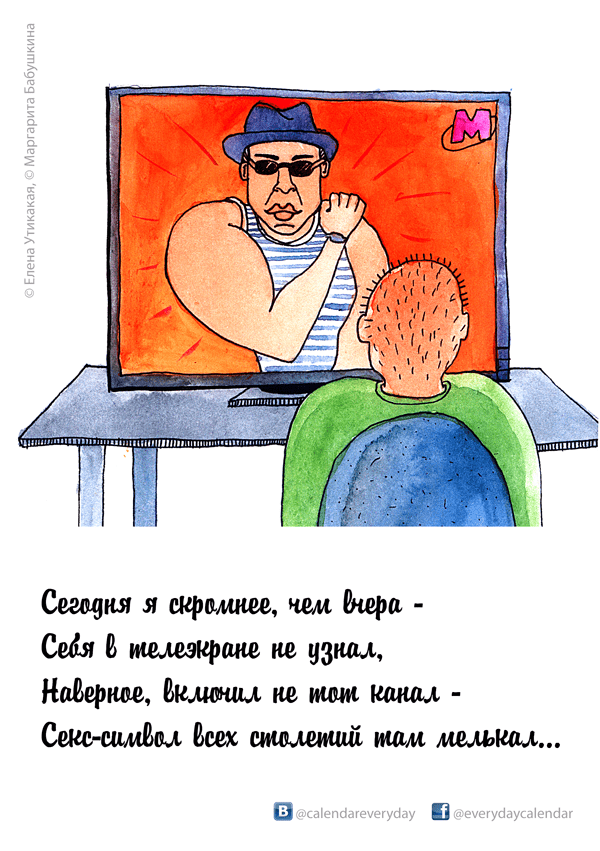 © Елена Утикакая, © Маргарита Бабушкина
М
Сегодня я скромнее, чем вчера -
Себя в телеэкране не узнал,
Наверное, включил не тот канал -
Секс-символ всех столетий там мелькал...
В @calendareveryday f @everydaycalendar